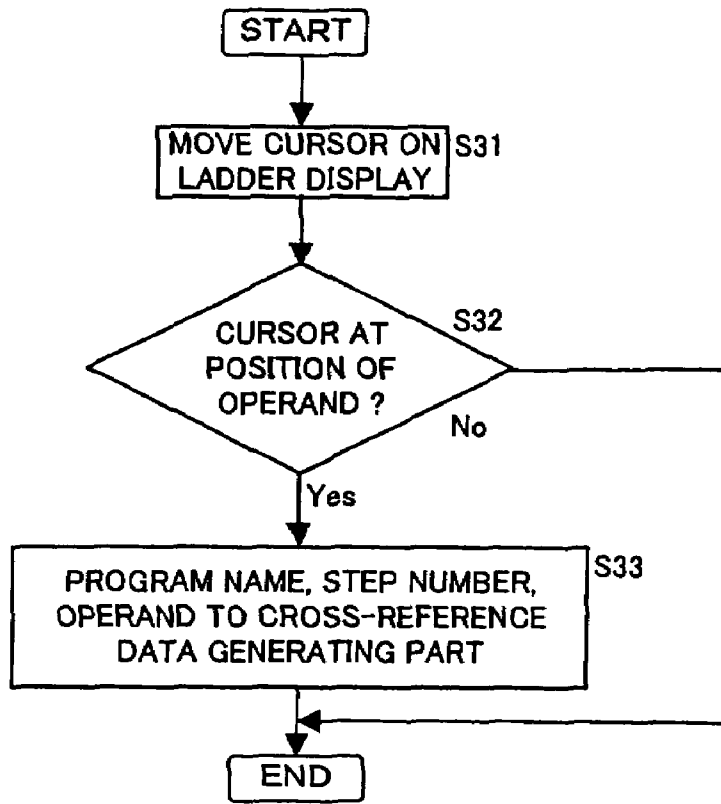 START
MOVE CURSOR ON
LADDER DISPLAY
S31
CURSOR AT
POSITION OF
OPERAND ?
S32
No
Yes
PROGRAM NAME, STEP NUMBER,
OPERAND TO CROSS-REFERENCE
DATA GENERATING PART
S33
END